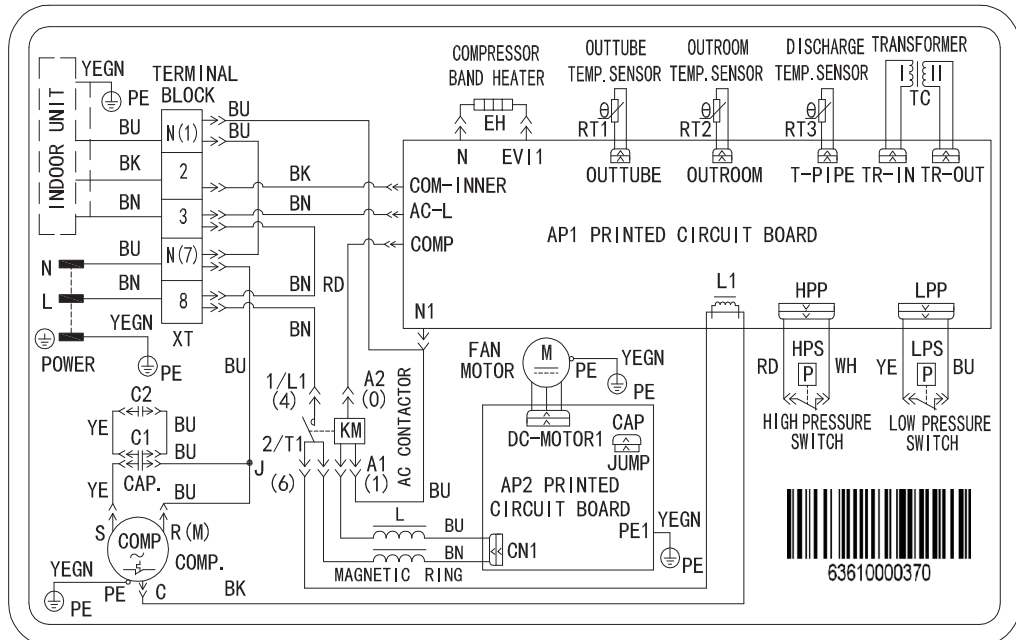 INDOOR UNIT
YEGN
PE
BU
BK
BN
TERMINAL
BLOCK
N(1)
2
3
N(7)
8
XT
BU
BU
BK
BN
BN
RD
BN
N
BU
L
BN
YEGN
POWER
PE
BU
COMPRESSOR
BAND HEATER
EH
N
EVI1
OUTTUBE
TEMP.SENSOR
RT1
θ
OUTTUBE
OUTROOM
TEMP.SENSOR
RT2
θ
OUTROOM
DISCHARGE
TEMP.SENSOR
RT3
θ
T-PIPE
TRANSFORMER
I
II
TC
TR-IN
TR-OUT
COM-INNER
AC-L
COMP
AP1 PRINTED CIRCUIT BOARD
N1
L1
HPP
LPP
RD
HPS
P
WH
HIGH PRESSURE
SWITCH
YE
LPS
P
BU
LOW PRESSURE
SWITCH
C2
YE
BU
C1
BU
CAP.
YE
BU
J
S
R(M)
COMP
~
COMP.
YEGN
PE
PE
C
BK
1/L1
(4)
A2
(0)
KM
2/T1
(6)
A1
(1)
AC CONTACTOR
BU
L
BU
BN
MAGNETIC RING
FAN
MOTOR
M
PE
YEGN
PE
DC-MOTOR1
CAP
JUMP
AP2 PRINTED
CIRCUIT BOARD
PE1
YEGN
PE
CN1
63610000370